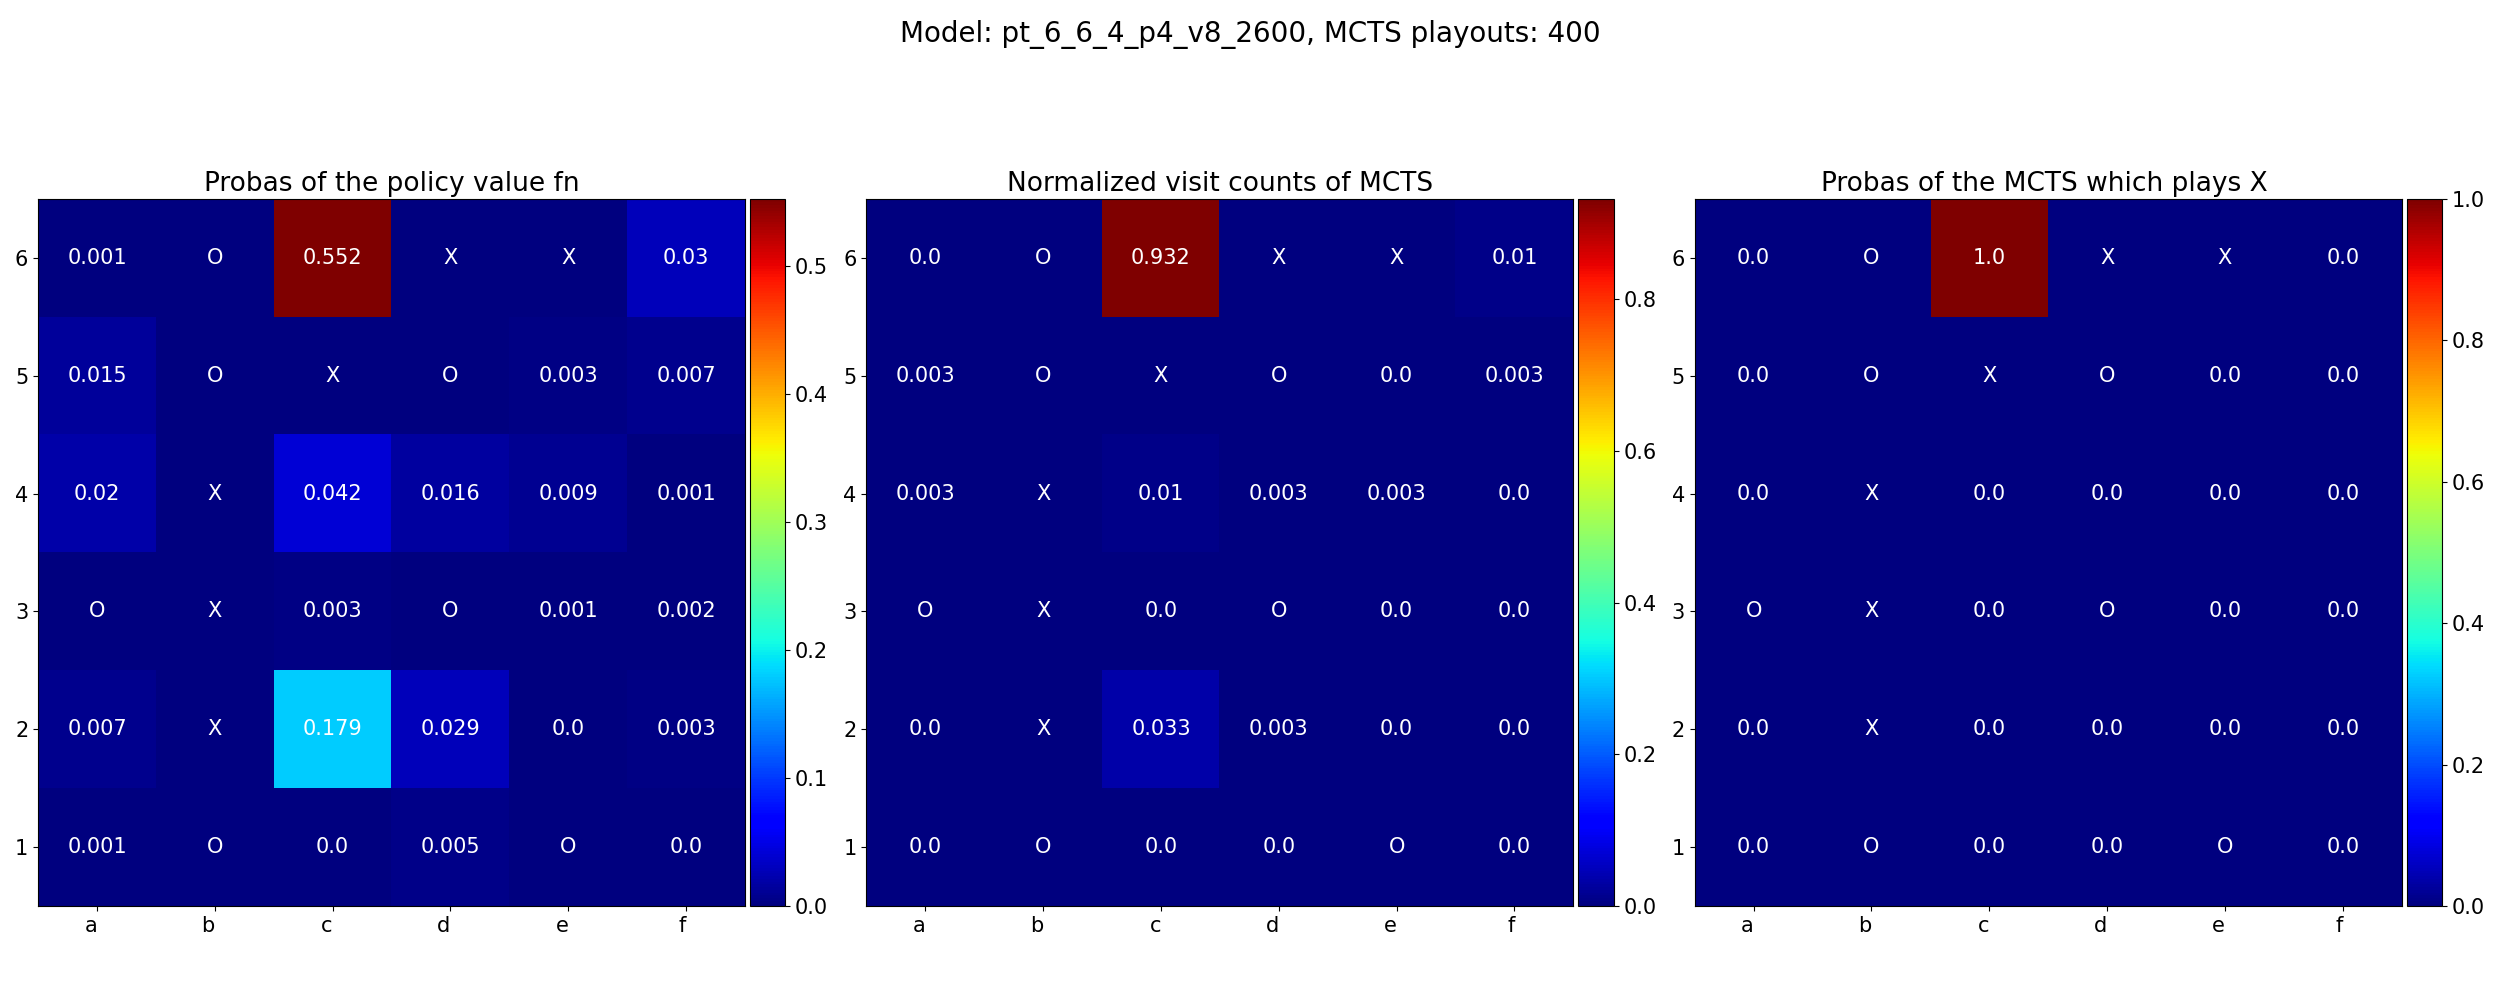 Model: pt_6_6_4_p4_v8_2600, MCTS playouts: 400
Probas of the policy value fn
6 0.001 O 0.552 X X 0.03
5 0.015 O X O 0.003 0.007
4 0.02 X 0.042 0.016 0.009 0.001
3 O X 0.003 O 0.001 0.002
2 0.007 X 0.179 0.029 0.0 0.003
1 0.001 O 0.0 0.005 O 0.0
a b c d e f
0.5
0.4
0.3
0.2
0.1
0.0
Normalized visit counts of MCTS
6 0.0 O 0.932 X X 0.01
5 0.003 O X O 0.0 0.003
4 0.003 X 0.01 0.003 0.003 0.0
3 O X 0.0 O 0.0 0.0
2 0.0 X 0.033 0.003 0.0 0.0
1 0.0 O 0.0 0.0 O 0.0
a b c d e f
0.8
0.6
0.4
0.2
0.0
Probas of the MCTS which plays X
6 0.0 O 1.0 X X 0.0
5 0.0 O X O 0.0 0.0
4 0.0 X 0.0 0.0 0.0 0.0
3 O X 0.0 O 0.0 0.0
2 0.0 X 0.0 0.0 0.0 0.0
1 0.0 O 0.0 0.0 O 0.0
a b c d e f
1.0
0.8
0.6
0.4
0.2
0.0